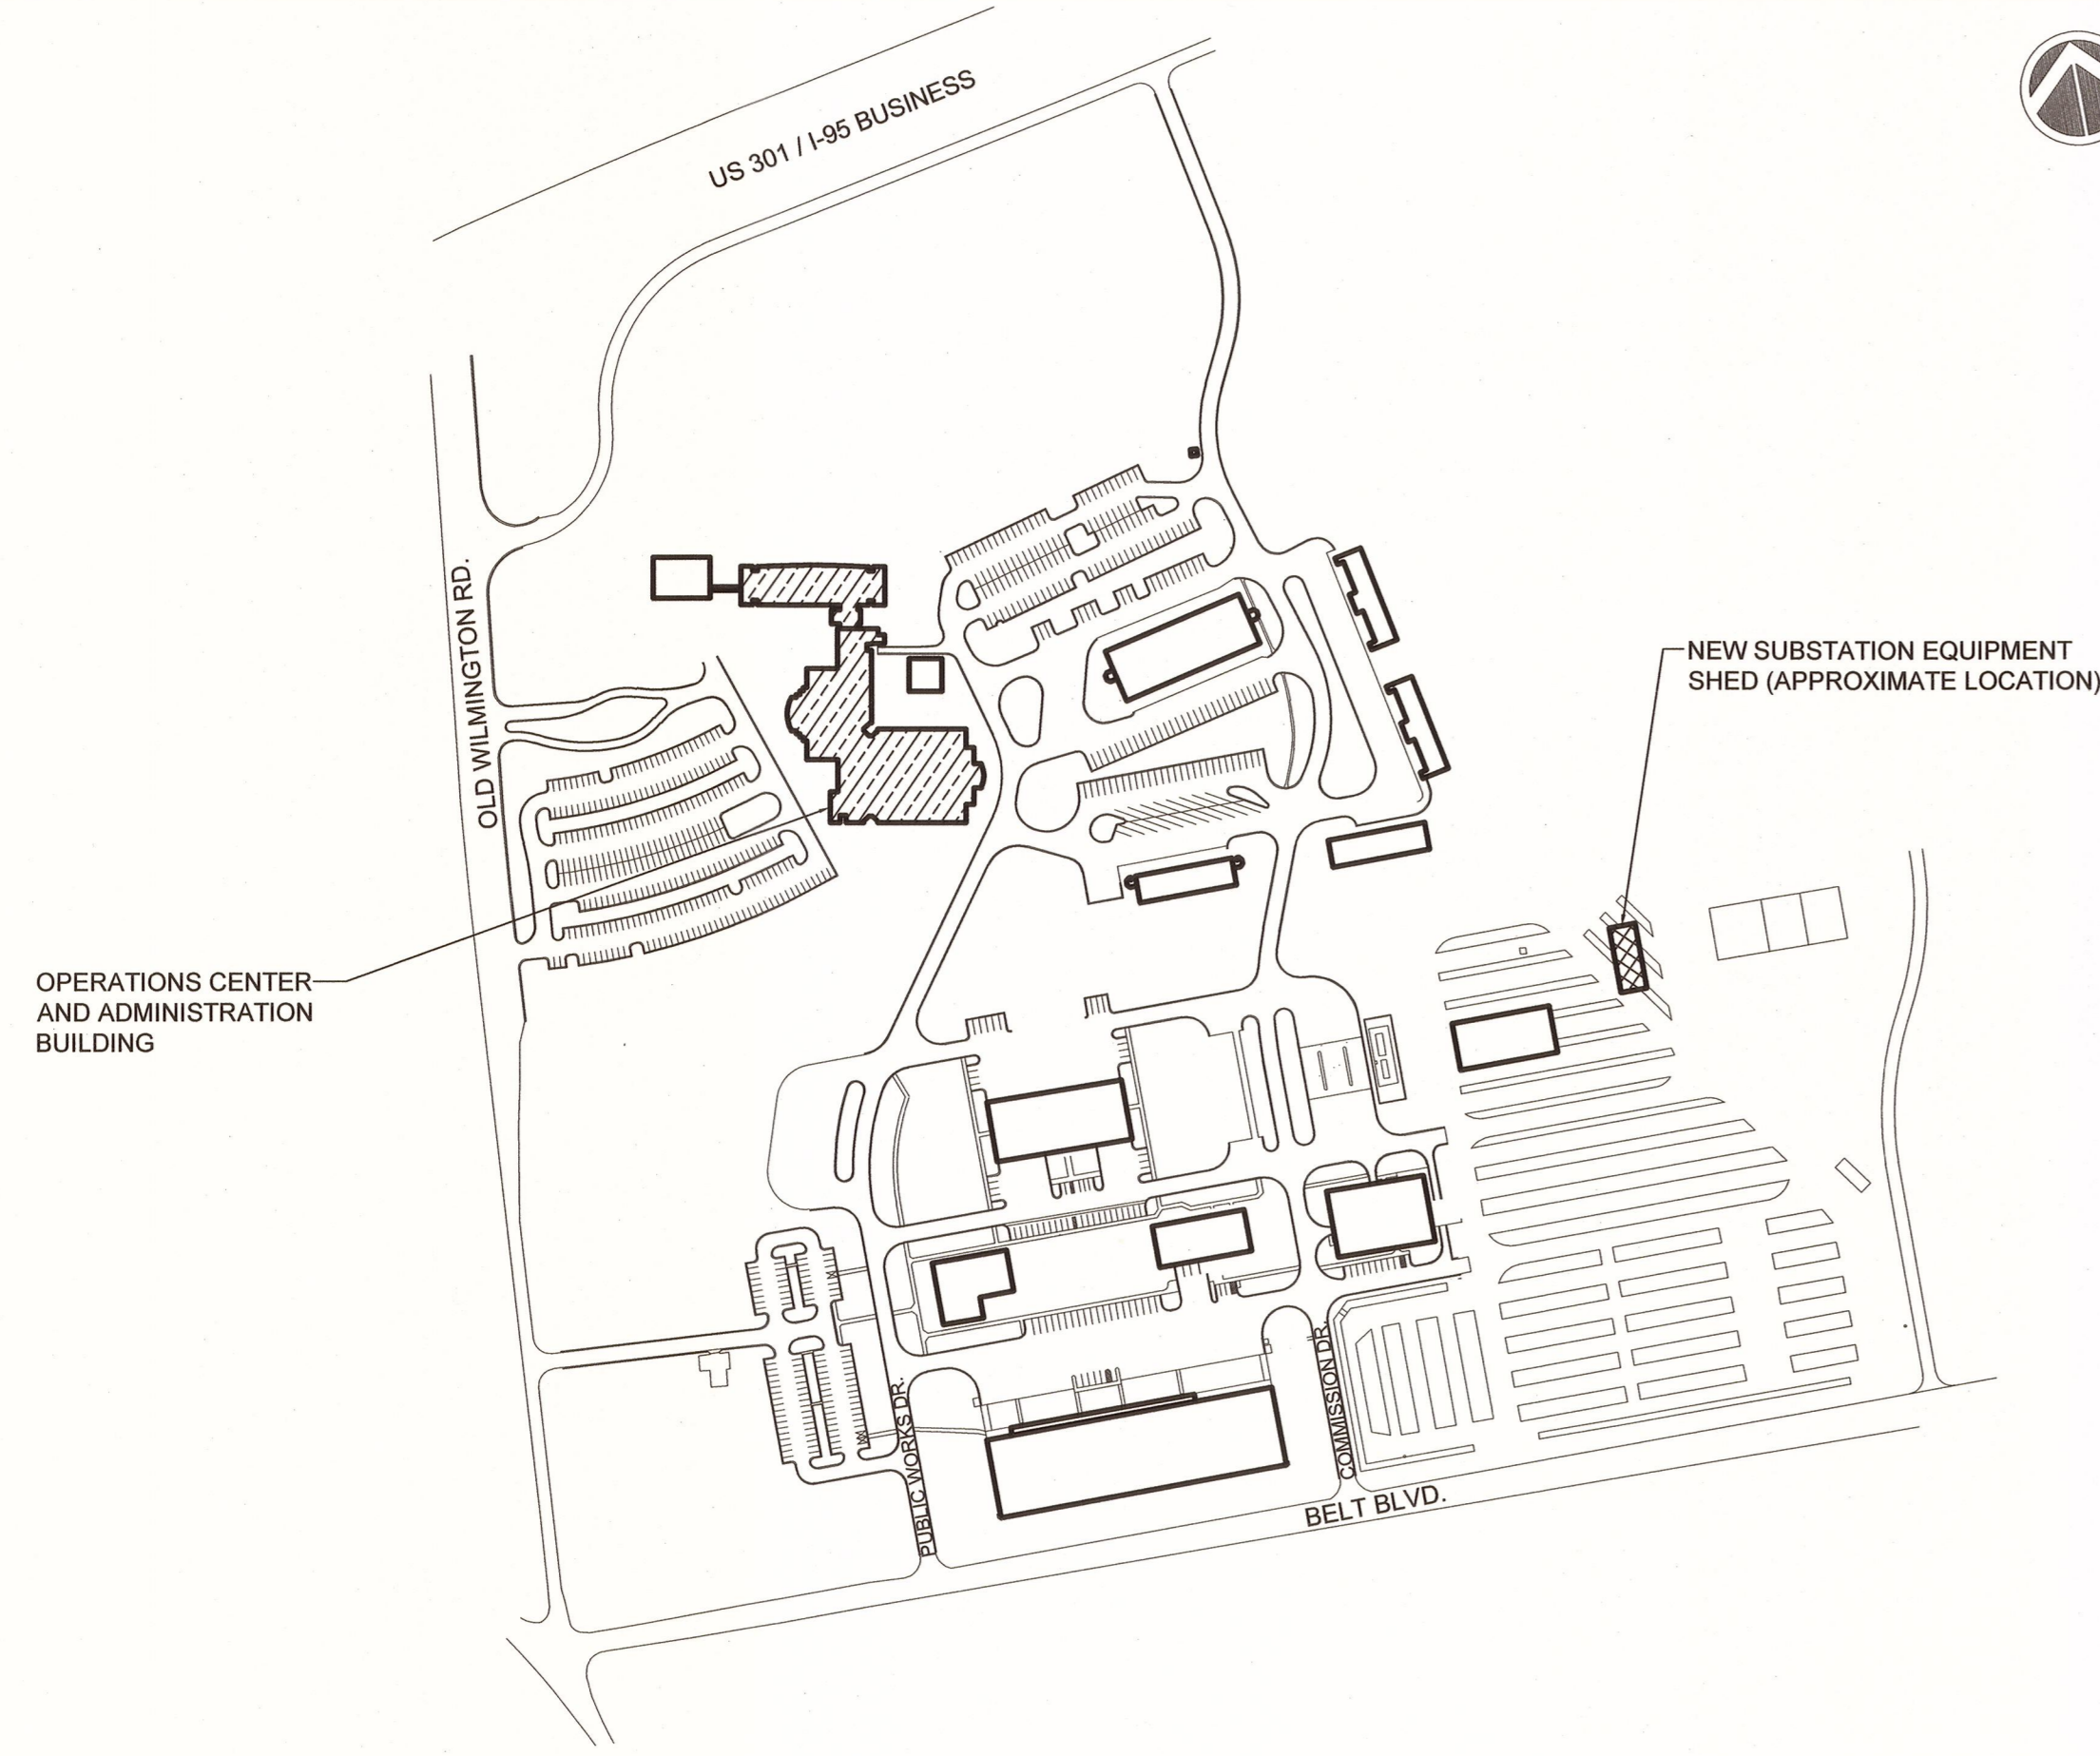 US 301 / I-95 BUSINESS
OLD WILMINGTON RD.
NEW SUBSTATION EQUIPMENT
SHED (APPROXIMATE LOCATION)
OPERATIONS CENTER
AND ADMINISTRATION
BUILDING
PUBLIC WORKS DR.
COMMISSION DR.
BELT BLVD.